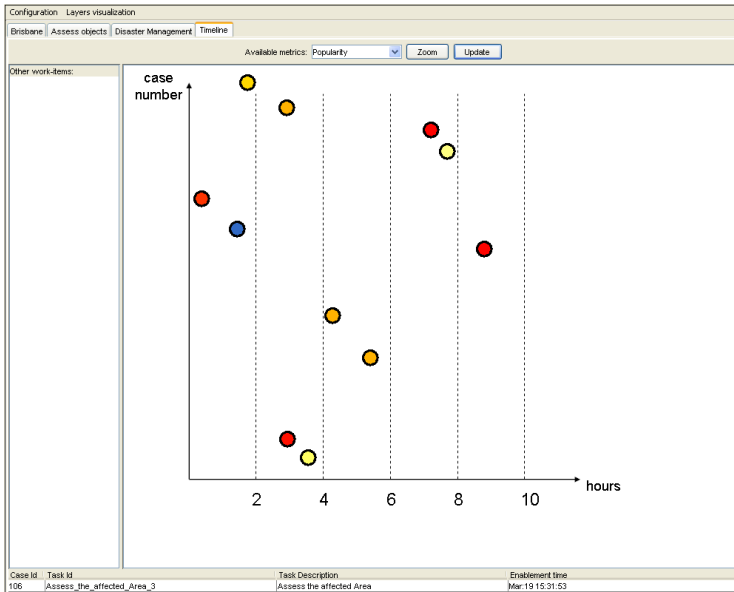 Configuration Layers visualization
Brisbane Assess objects Disaster Management Timeline
Available metrics: Popularity Zoom Update
Other work-items:
case
number
hours
2 4 6 8 10
Case Id Task Id Task Description Enablement time
106 Assess_the_affected_Area_3 Assess the affected Area Mar.19 15:31:53